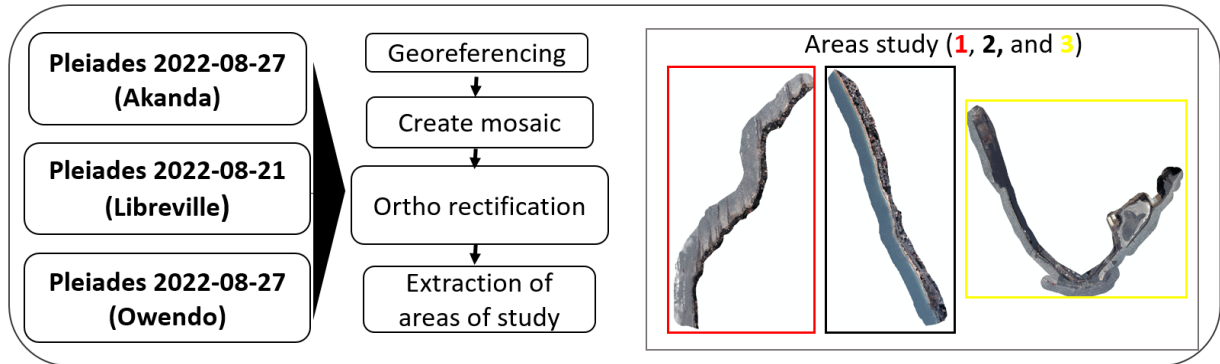 Pleiades 2022-08-27
(Akanda)
Pleiades 2022-08-21
(Libreville)
Pleiades 2022-08-27
(Owendo)
Georeferencing
Create mosaic
Ortho rectification
Extraction of
areas of study
Areas study (1, 2, and 3)